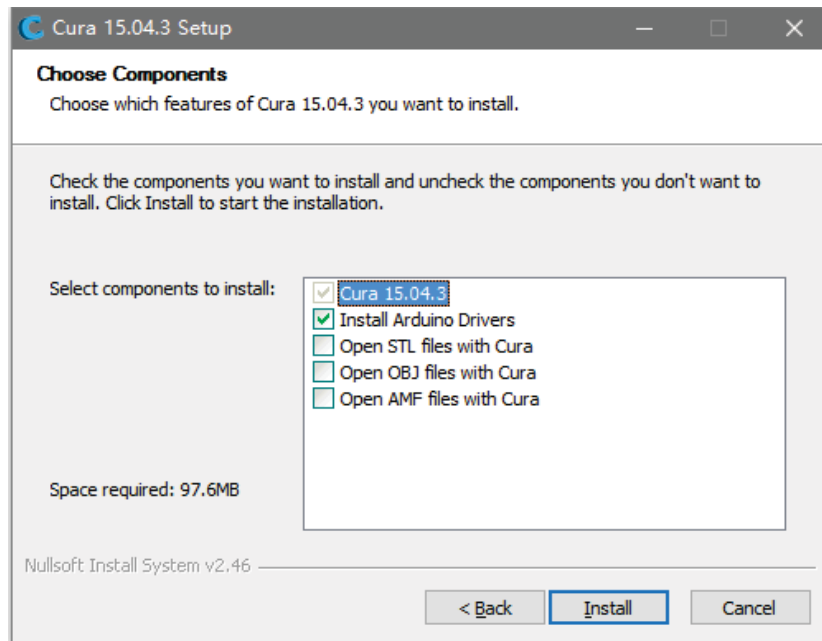 Cura 15.04.3 Setup
Choose Components
Choose which features of Cura 15.04.3 you want to install.
Check the components you want to install and uncheck the components you don't want to
install. Click Install to start the installation.
Select components to install:
Cura 15.04.3
Install Arduino Drivers
Open STL files with Cura
Open OBJ files with Cura
Open AMF files with Cura
Space required: 97.6MB
Nullsoft Install System v2.46
< Back
Install
Cancel